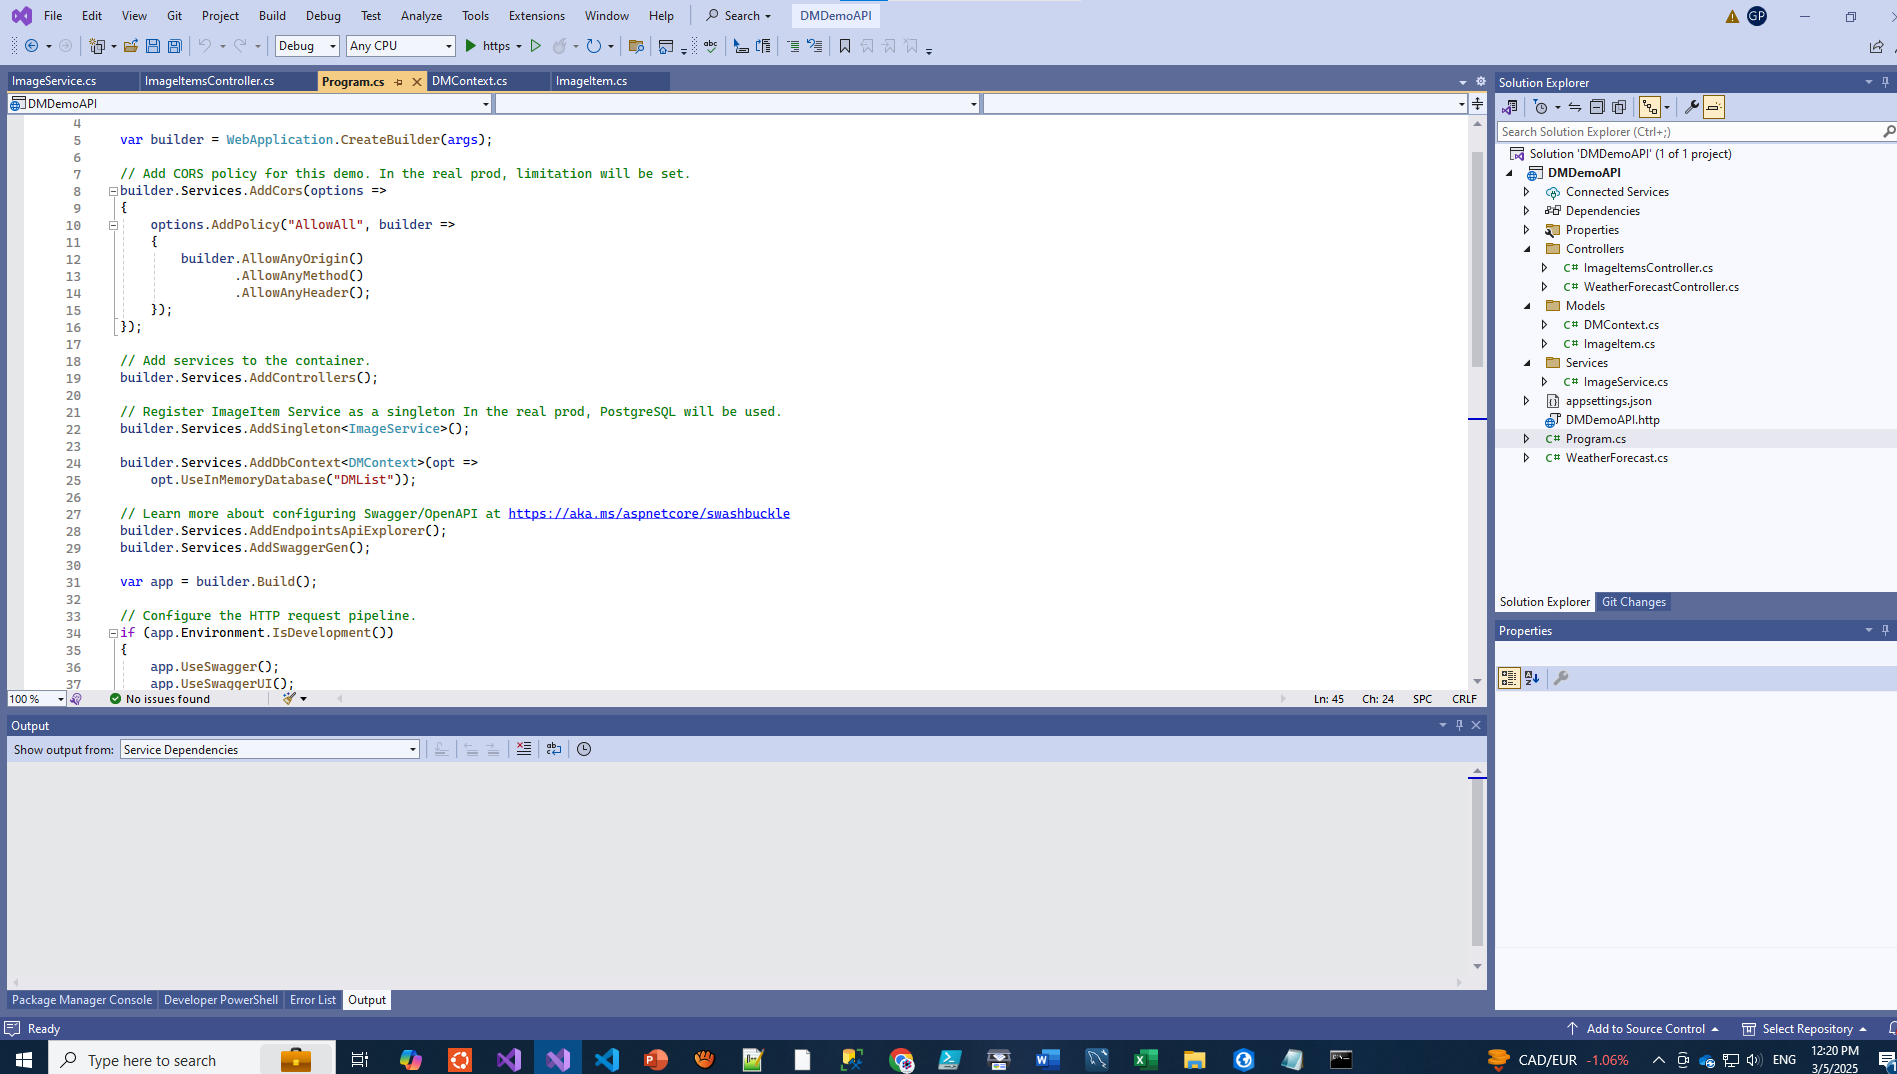 File Edit View Git Project Build Debug Test Analyze Tools Extensions Window Help Search DMDemoAPI GP
Debug Any CPU https
ImageService.cs ImageItemsController.cs Program.cs DMContext.cs ImageItem.cs
DMDemoAPI
4
5 var builder = WebApplication.CreateBuilder(args);
6
7 // Add CORS policy for this demo. In the real prod, limitation will be set.
8 builder.Services.AddCors(options =>
9 {
10 options.AddPolicy("AllowAll", builder =>
11 {
12 builder.AllowAnyOrigin()
13 .AllowAnyMethod()
14 .AllowAnyHeader();
15 });
16 });
17
18 // Add services to the container.
19 builder.Services.AddControllers();
20
21 // Register ImageItem Service as a singleton In the real prod, PostgreSQL will be used.
22 builder.Services.AddSingleton<ImageService>();
23
24 builder.Services.AddDbContext<DMContext>(opt =>
25 opt.UseInMemoryDatabase("DMList"));
26
27 // Learn more about configuring Swagger/OpenAPI at https://aka.ms/aspnetcore/swashbuckle
28 builder.Services.AddEndpointsApiExplorer();
29 builder.Services.AddSwaggerGen();
30
31 var app = builder.Build();
32
33 // Configure the HTTP request pipeline.
34 if (app.Environment.IsDevelopment())
35 {
36 app.UseSwagger();
37 app.UseSwaggerUI();
100 % No issues found Ln: 45 Ch: 24 SPC CRLF
Output
Show output from: Service Dependencies
Package Manager Console Developer PowerShell Error List Output
Solution Explorer
Search Solution Explorer (Ctrl+;)
Solution 'DMDemoAPI' (1 of 1 project)
DMDemoAPI
Connected Services
Dependencies
Properties
Controllers
C# ImageItemsController.cs
C# WeatherForecastController.cs
Models
C# DMContext.cs
C# ImageItem.cs
Services
C# ImageService.cs
appsettings.json
DMDemoAPI.http
C# Program.cs
C# WeatherForecast.cs
Solution Explorer Git Changes
Properties
Ready Add to Source Control Select Repository
Type here to search CAD/EUR -1.06% ENG 12:20 PM
3/5/2025